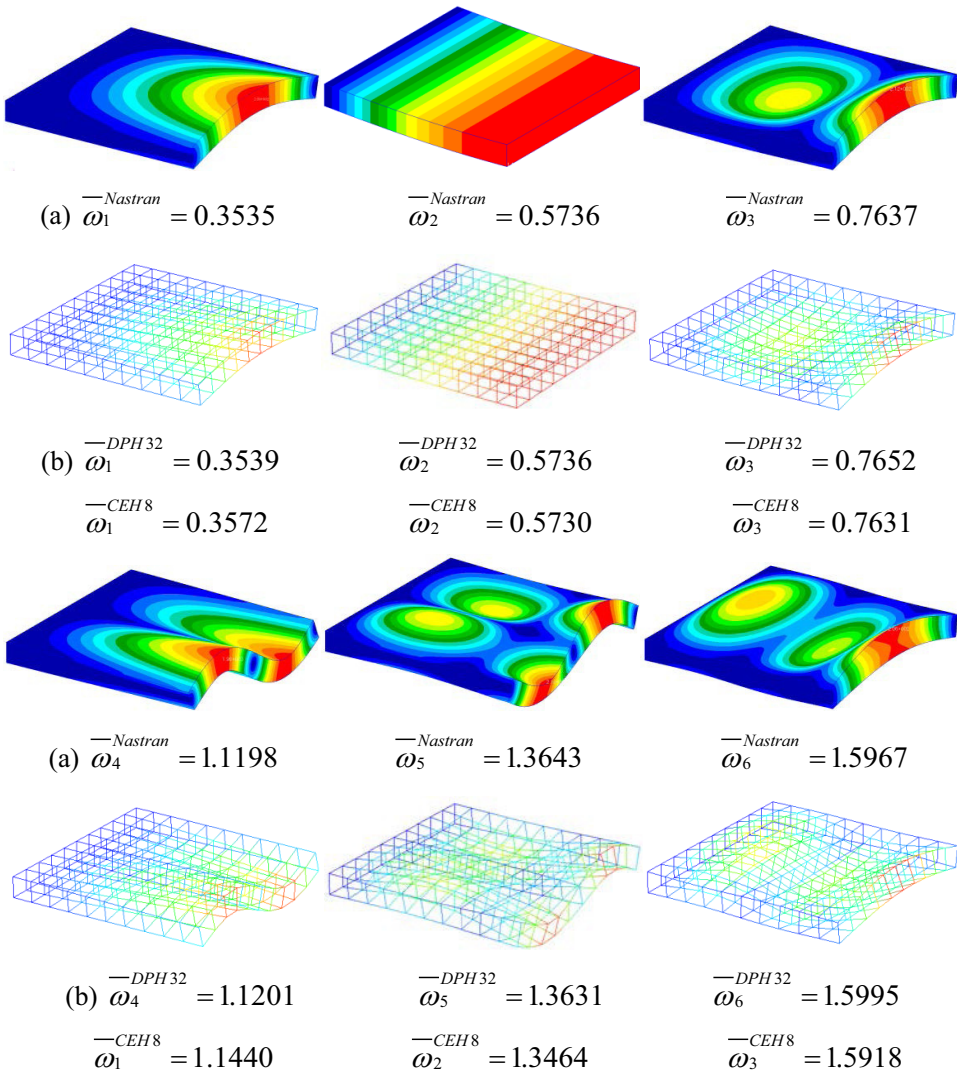 (a) ω̅₁^Nastran = 0.3535 ω̅₂^Nastran = 0.5736 ω̅₃^Nastran = 0.7637
(b) ω̅₁^DPH32 = 0.3539 ω̅₂^DPH32 = 0.5736 ω̅₃^DPH32 = 0.7652
ω̅₁^CEH8 = 0.3572 ω̅₂^CEH8 = 0.5730 ω̅₃^CEH8 = 0.7631
(a) ω̅₄^Nastran = 1.1198 ω̅₅^Nastran = 1.3643 ω̅₆^Nastran = 1.5967
(b) ω̅₄^DPH32 = 1.1201 ω̅₅^DPH32 = 1.3631 ω̅₆^DPH32 = 1.5995
ω̅₁^CEH8 = 1.1440 ω̅₂^CEH8 = 1.3464 ω̅₃^CEH8 = 1.5918